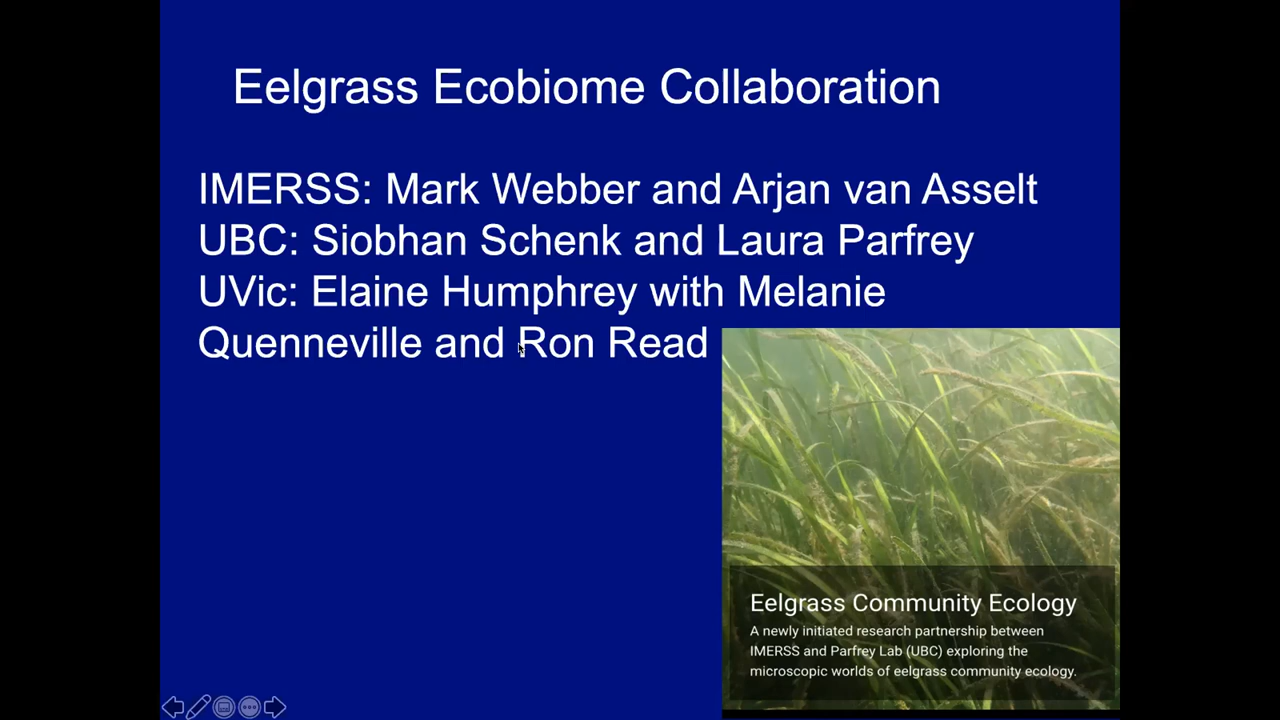 Eelgrass Ecobiome Collaboration
IMERSS: Mark Webber and Arjan van Asselt
UBC: Siobhan Schenk and Laura Parfrey
UVic: Elaine Humphrey with Melanie
Quenneville and Ron Read
Eelgrass Community Ecology
A newly initiated research partnership between
IMERSS and Parfrey Lab (UBC) exploring the
microscopic worlds of eelgrass community ecology.